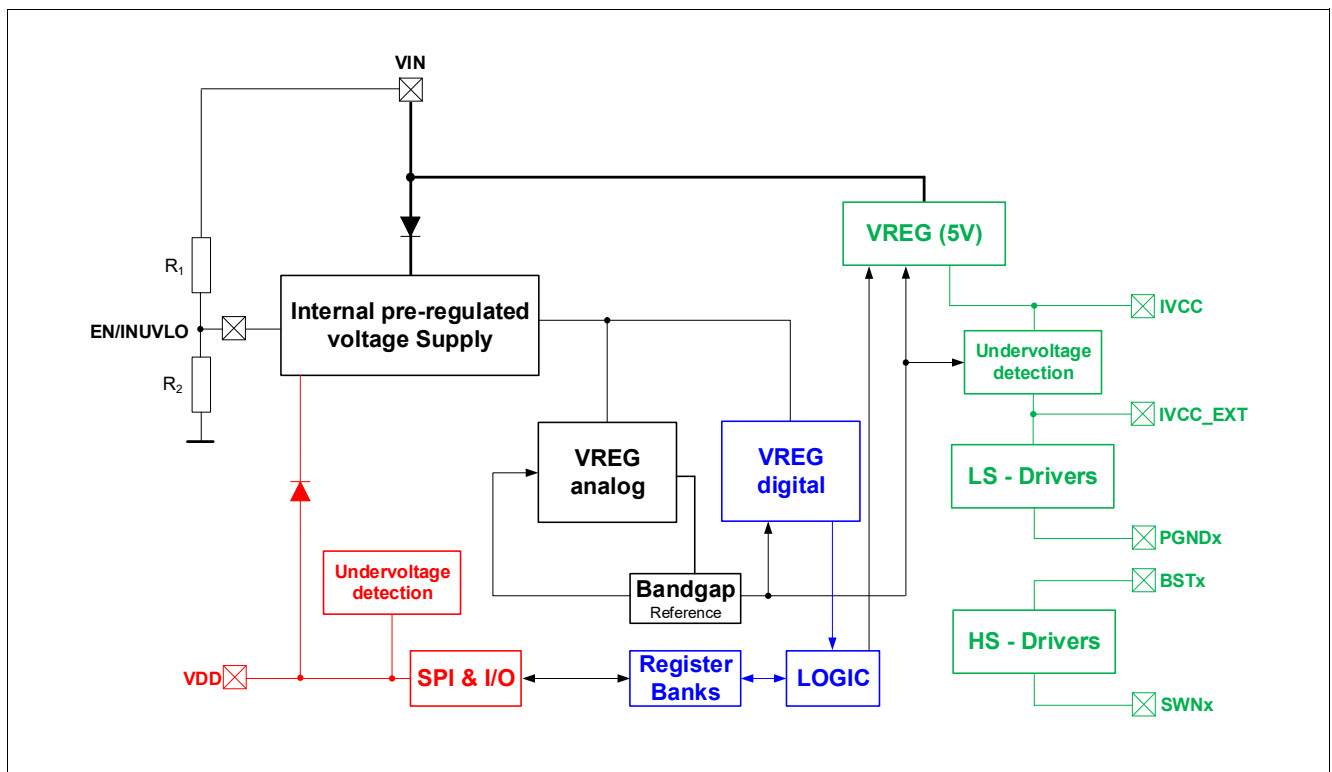 VIN
VREG (5V)
R1
Internal pre-regulated
voltage Supply
IVCC
EN/INUVLO
Undervoltage
detection
R2
IVCC_EXT
VREG
analog
VREG
digital
LS - Drivers
PGNDx
Undervoltage
detection
Bandgap
Reference
BSTx
HS - Drivers
VDD
SPI & I/O
Register
Banks
LOGIC
SWNx